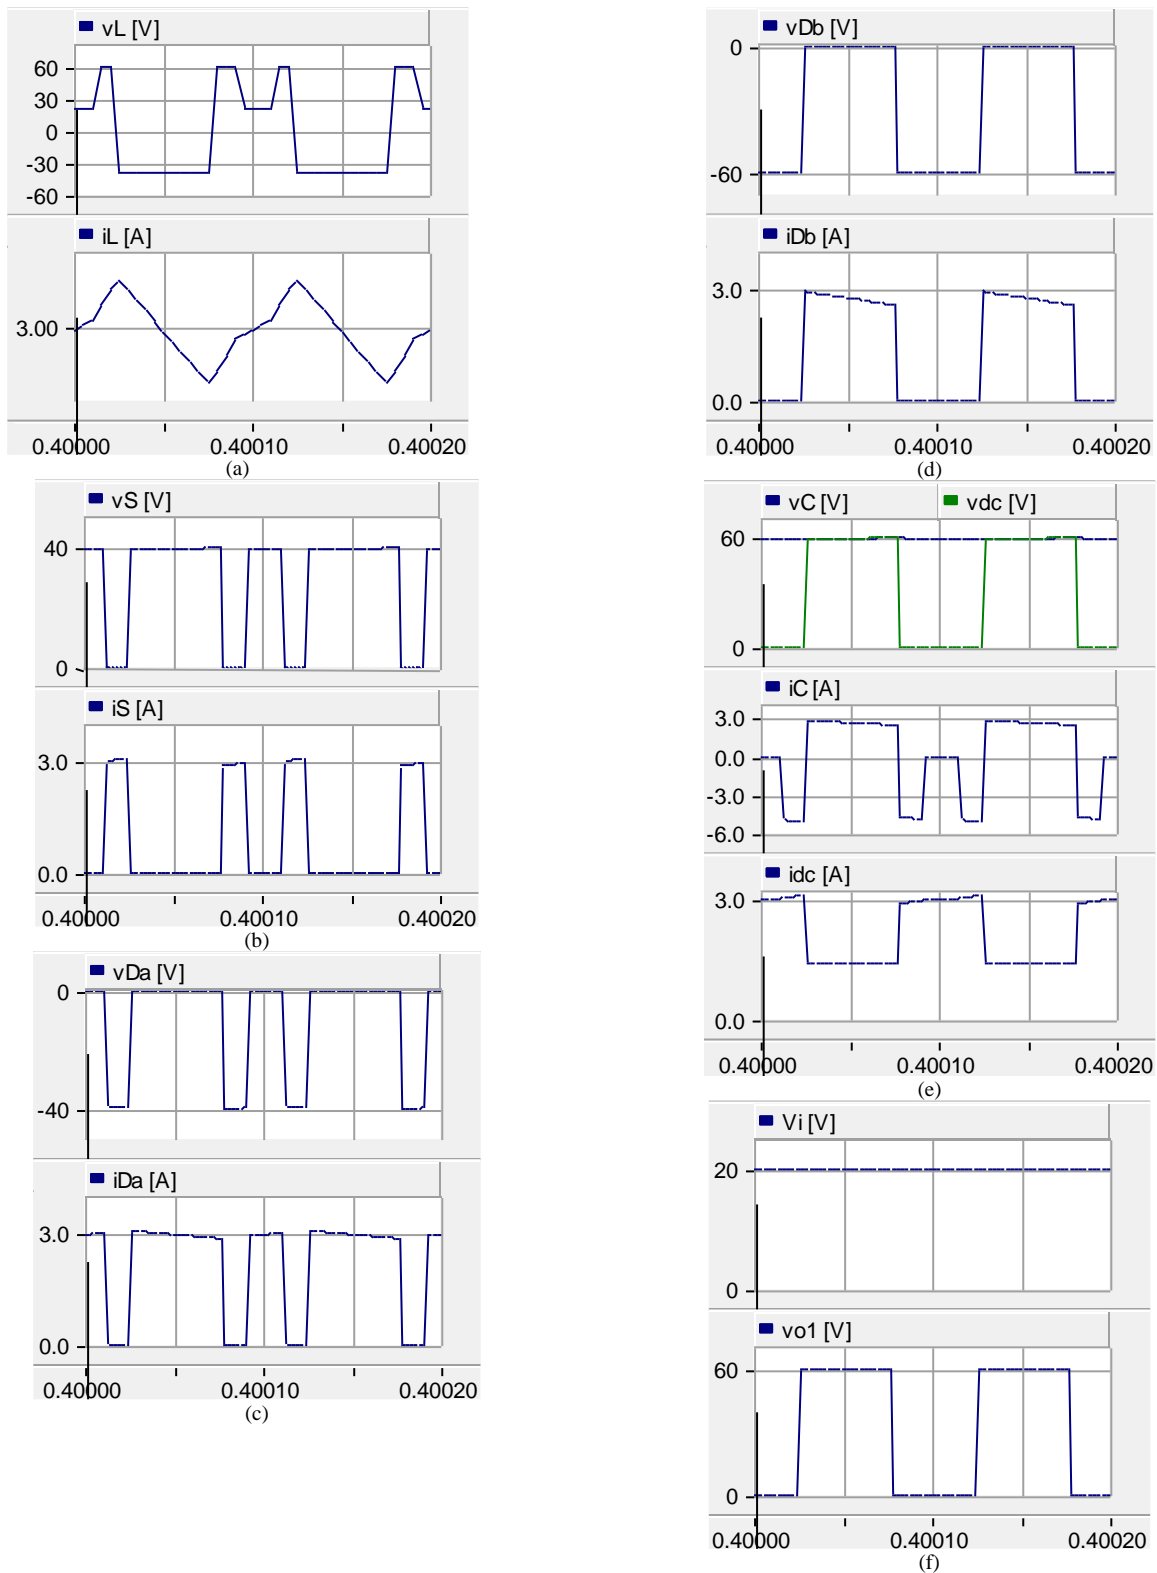 vL [V]
60
30
0
-30
-60
iL [A]
3.00
0.40000 0.40010 0.40020
(a)
vS [V]
40
0
iS [A]
3.0
0.0
0.40000 0.40010 0.40020
(b)
vDa [V]
0
-40
iDa [A]
3.0
0.0
0.40000 0.40010 0.40020
(c)
vDb [V]
0
-60
iDb [A]
3.0
0.0
0.40000 0.40010 0.40020
(d)
vC [V] vdc [V]
60
0
iC [A]
3.0
0.0
-3.0
-6.0
idc [A]
3.0
0.0
0.40000 0.40010 0.40020
(e)
Vi [V]
20
0
vo1 [V]
60
0
0.40000 0.40010 0.40020
(f)